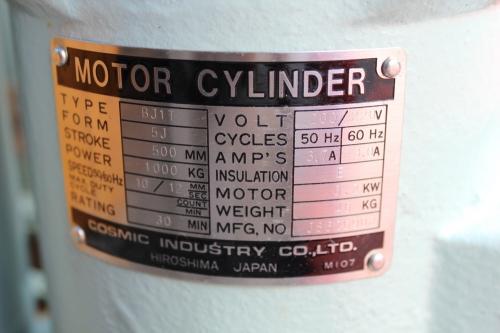 MOTOR CYLINDER
TYPE BJ1T
FORM 5J
STROKE 500 MM
POWER 1000 KG
SPEED 50/60Hz 10 / 12 MM SEC
MAX DUTY CYCLE COUNT MIN
RATING 30 MIN
VOLT 200/ V
CYCLES 50 Hz 60 Hz
AMP'S A A
INSULATION E
MOTOR KW
WEIGHT KG
MFG, NO
COSMIC INDUSTRY CO.,LTD.
HIROSHIMA JAPAN M107